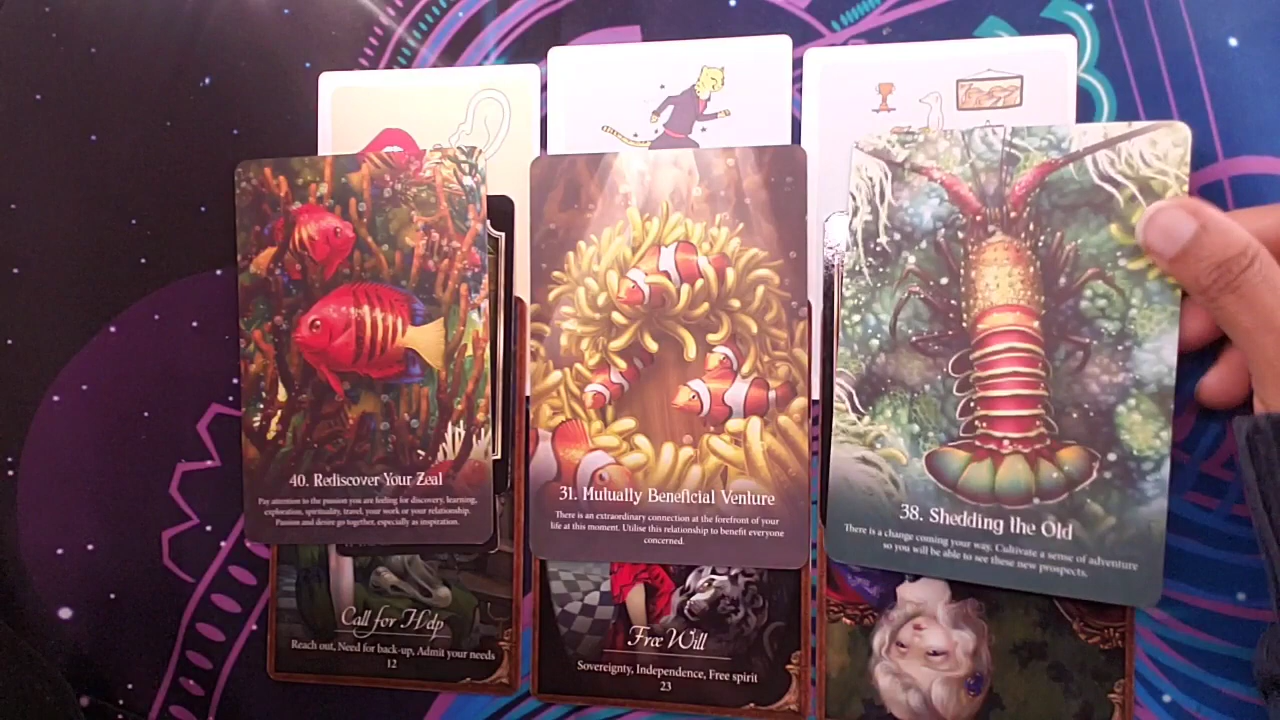 40. Rediscover Your Zeal
Pay attention to the passion you are feeling for discovery, learning,
exploration, spirituality, travel, your work or your relationship.
Passion and desire go together, especially as inspiration.
Call for Help
Reach out, Need for back-up, Admit your needs
12
31. Mutually Beneficial Venture
There is an extraordinary connection at the forefront of your
life at this moment. Utilise this relationship to benefit everyone
concerned.
Free Will
Sovereignty, Independence, Free spirit
23
38. Shedding the Old
There is a change coming your way. Cultivate a sense of adventure
so you will be able to see these new prospects.